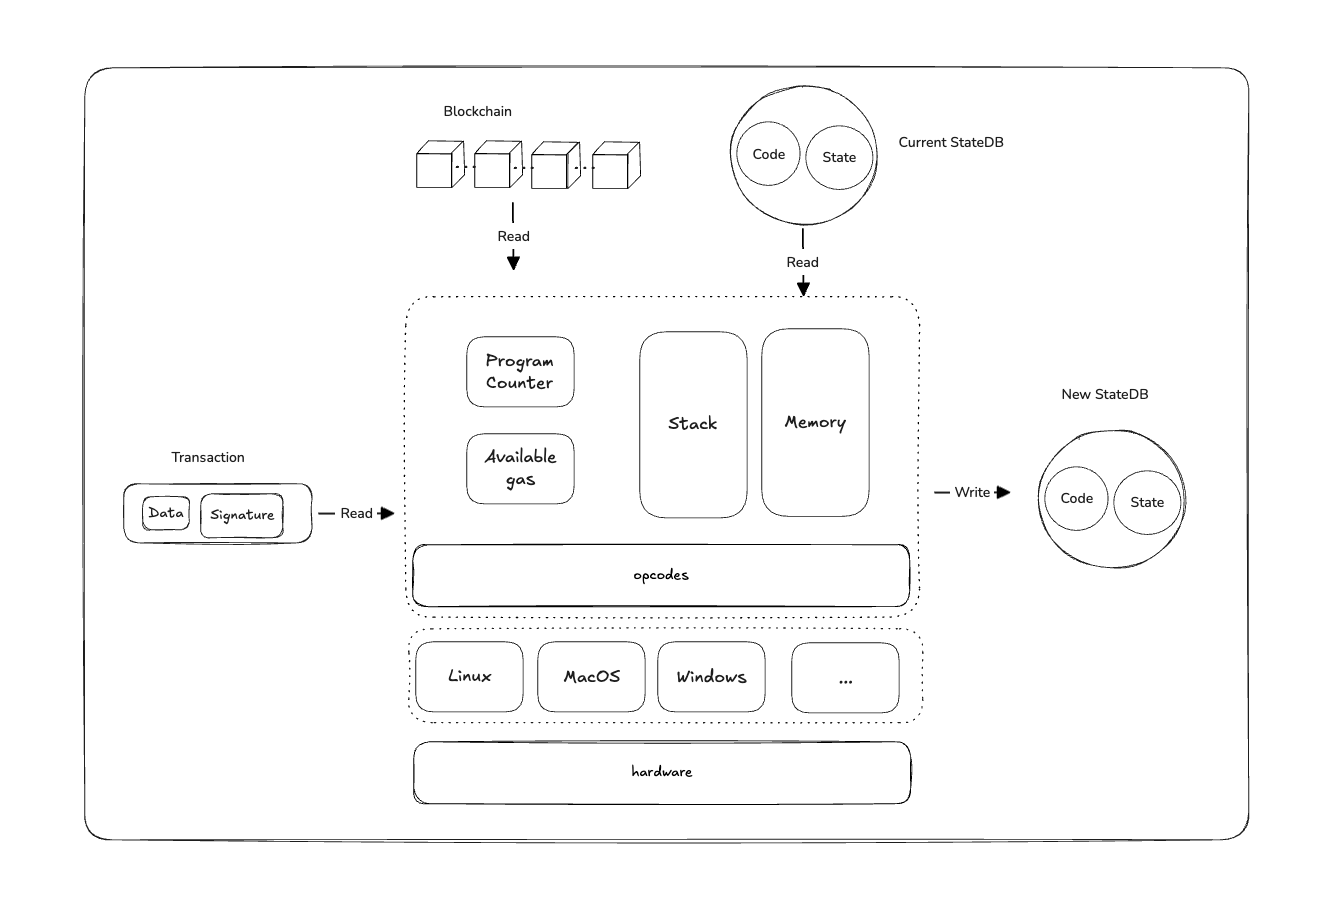 Blockchain
Code
State
Current StateDB
Read
Read
Program
Counter
Stack
Memory
Available
gas
New StateDB
Transaction
Data
Signature
Read
Write
Code
State
opcodes
Linux
MacOS
Windows
...
hardware